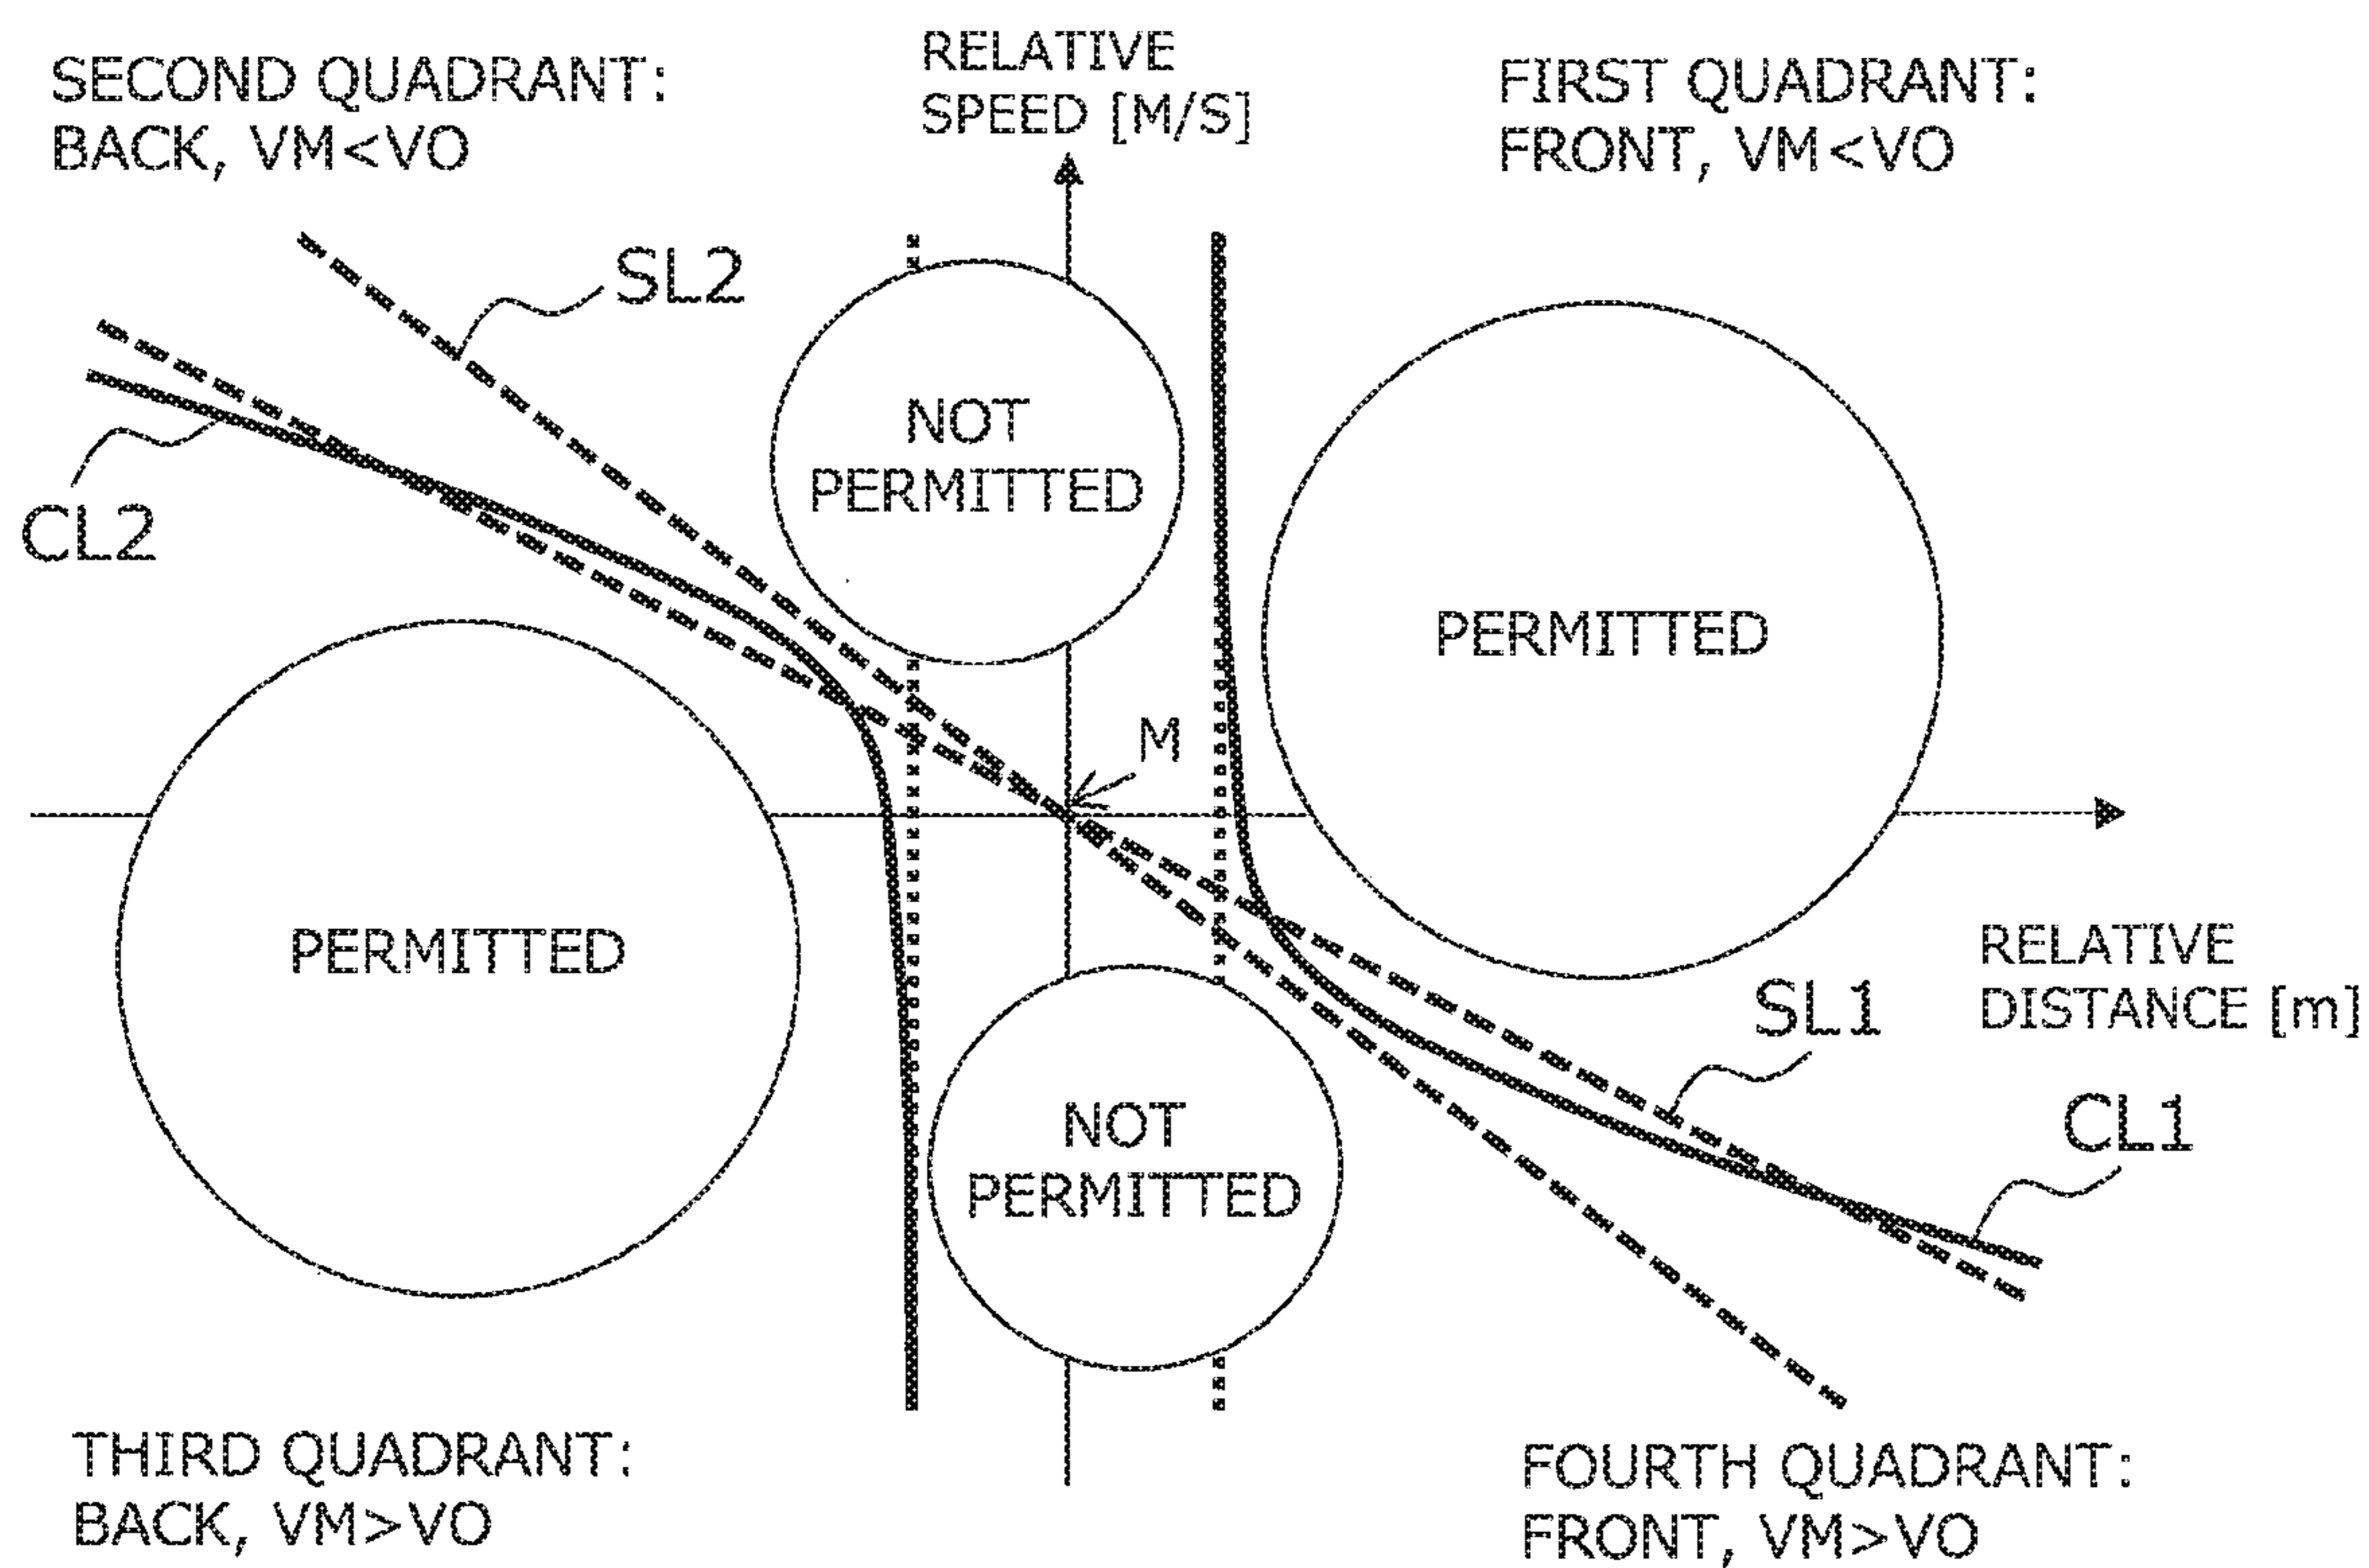 SECOND QUADRANT:
BACK, VM<VO
RELATIVE
SPEED [M/S]
FIRST QUADRANT:
FRONT, VM<VO
SL2
CL2
NOT
PERMITTED
PERMITTED
M
PERMITTED
RELATIVE
DISTANCE [m]
SL1
CL1
NOT
PERMITTED
THIRD QUADRANT:
BACK, VM>VO
FOURTH QUADRANT:
FRONT, VM>VO